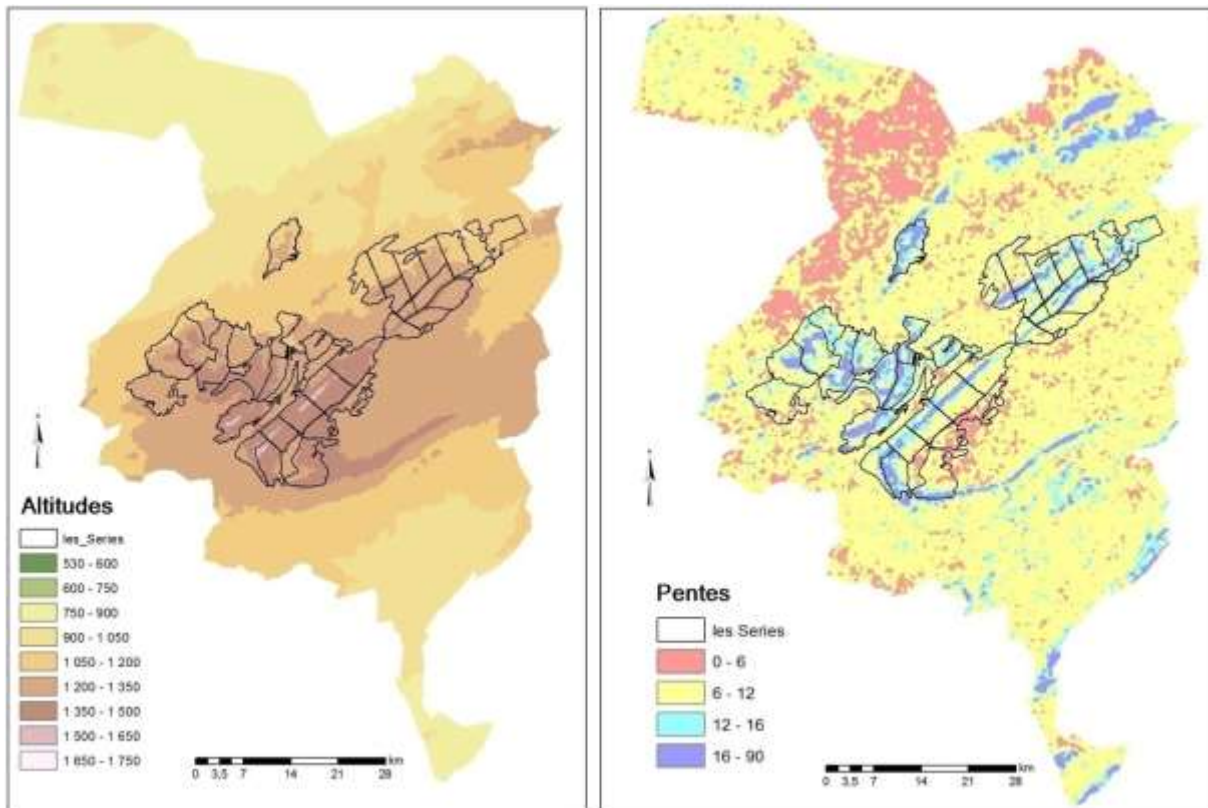 Altitudes
les_Series
530 - 600
600 - 750
750 - 900
900 - 1 050
1 050 - 1 200
1 200 - 1 350
1 350 - 1 500
1 500 - 1 650
1 650 - 1 750
km
0 3,5 7 14 21 28
Pentes
les Series
0 - 6
6 - 12
12 - 16
16 - 90
km
0 3,5 7 14 21 28